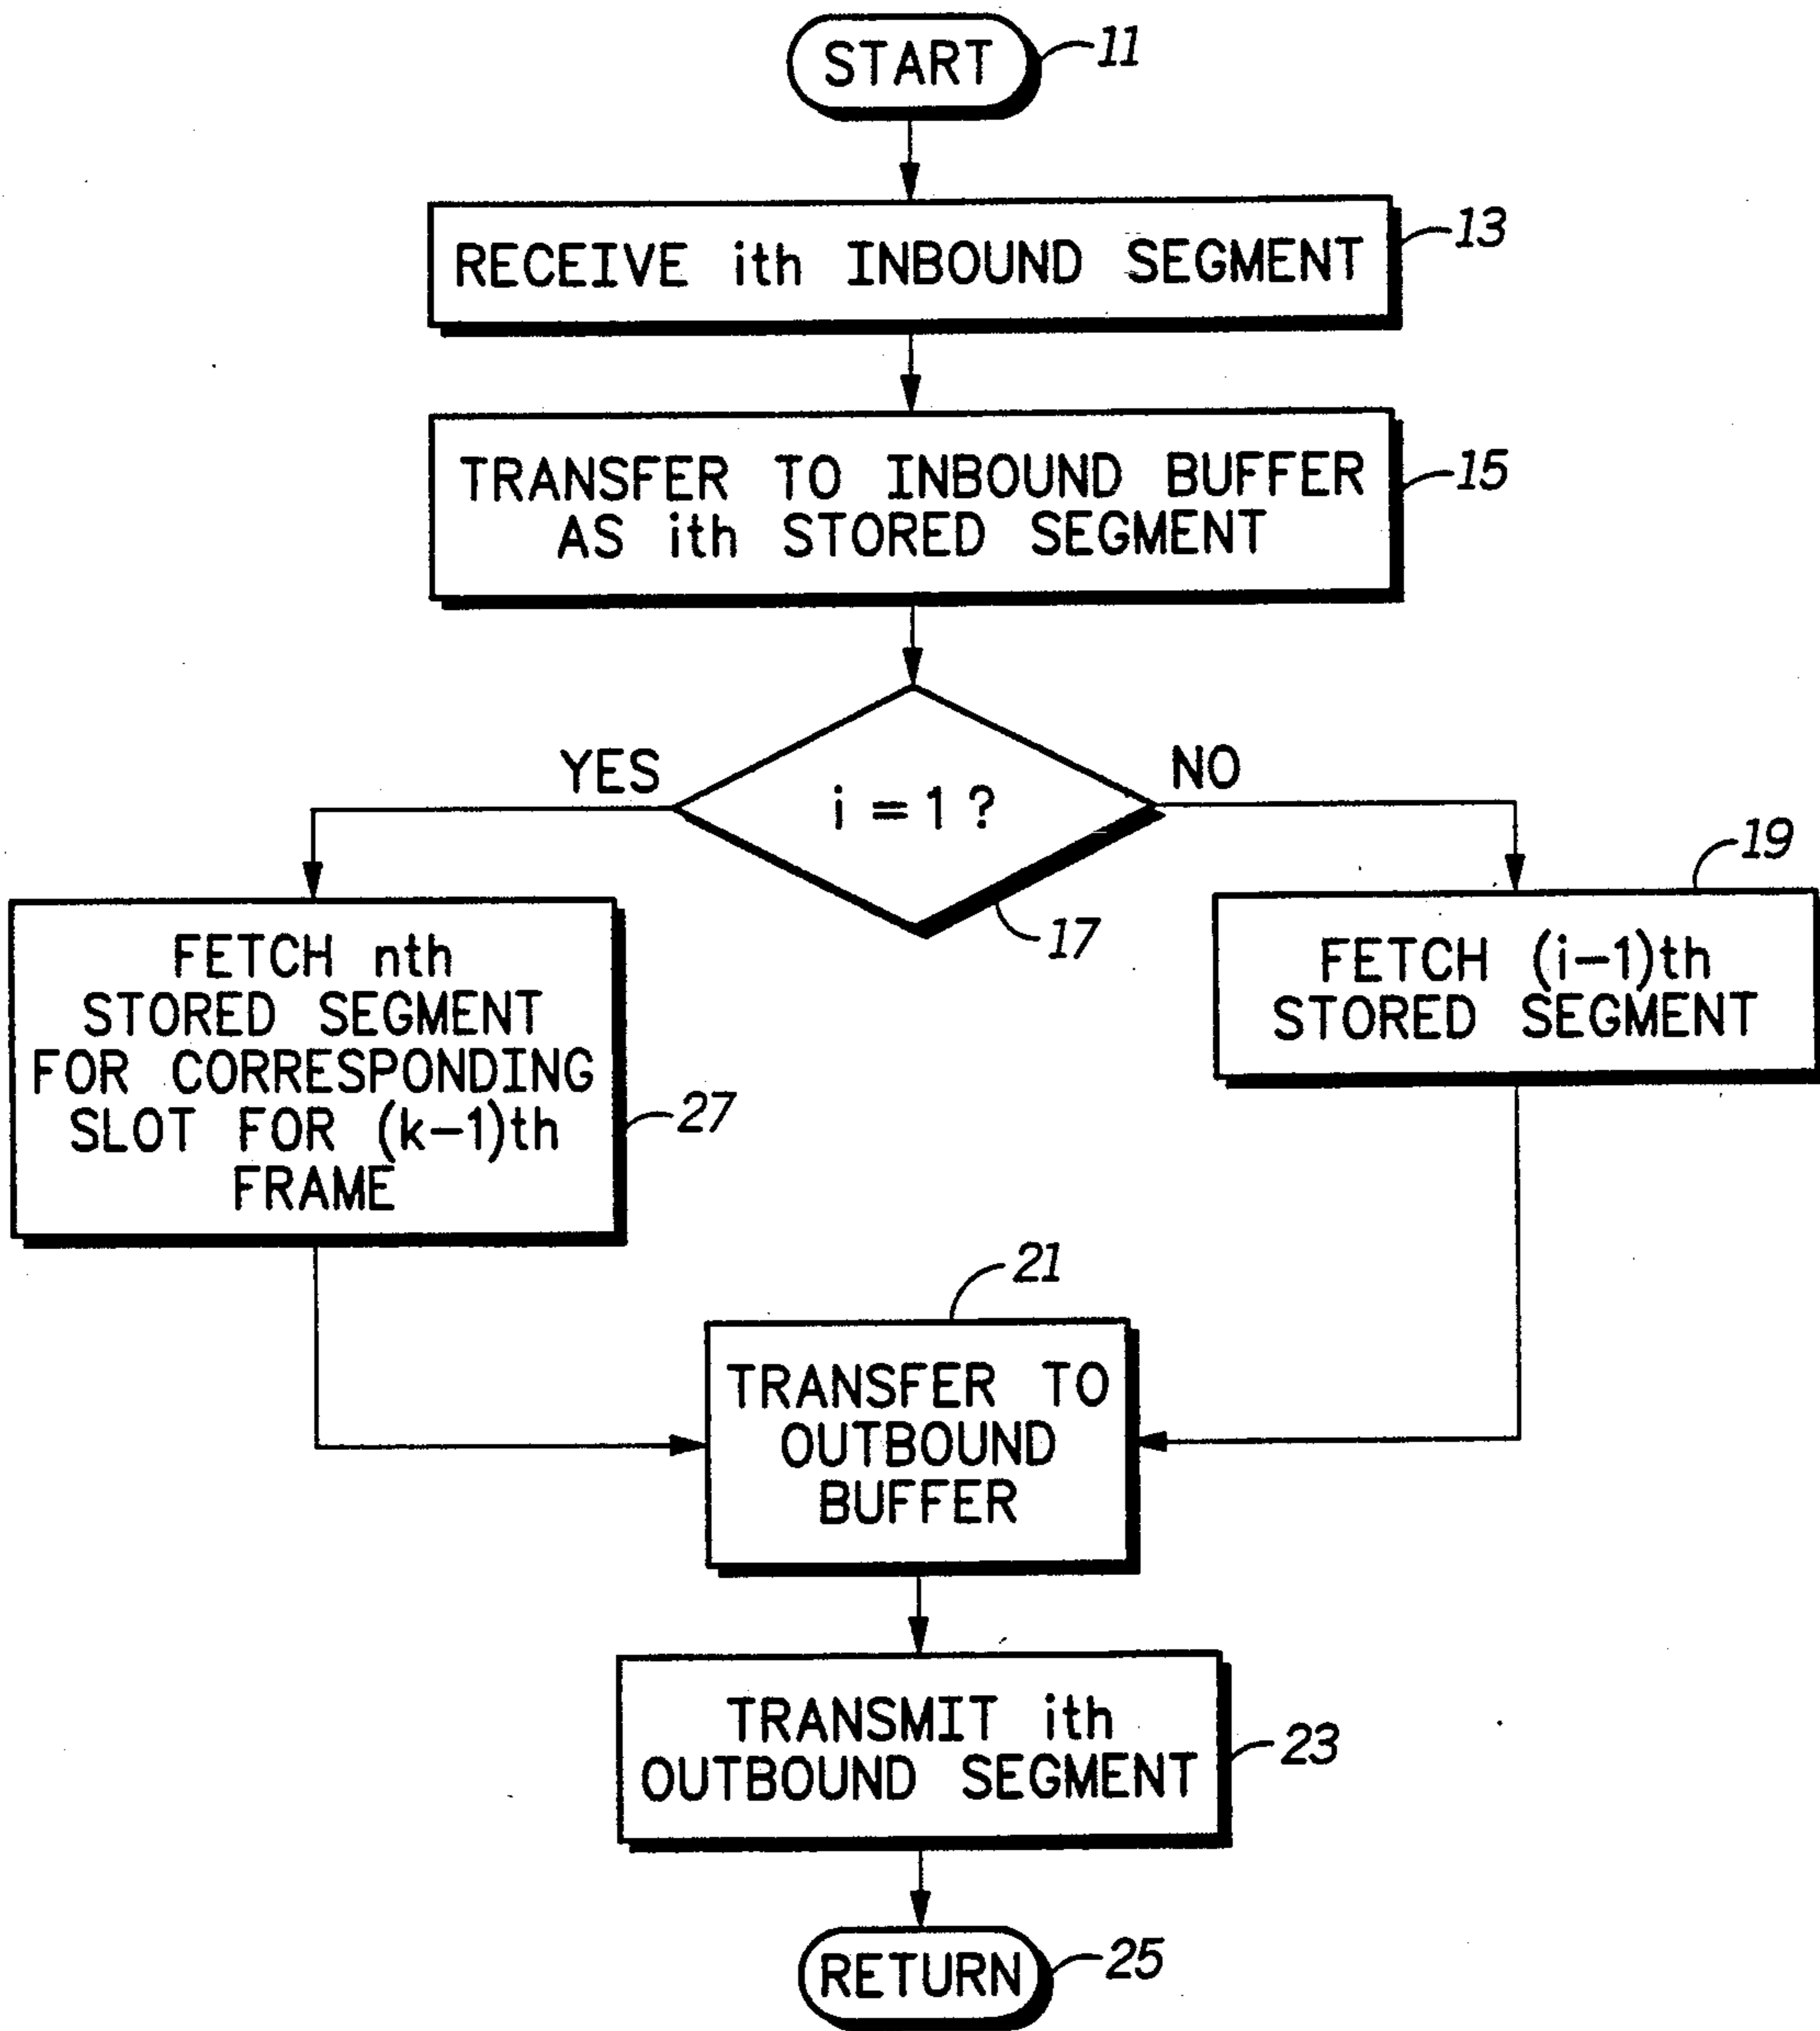 START
11
RECEIVE ith INBOUND SEGMENT
13
TRANSFER TO INBOUND BUFFER
AS ith STORED SEGMENT
15
YES
i = 1 ?
NO
17
19
FETCH nth
STORED SEGMENT
FOR CORRESPONDING
SLOT FOR (k-1)th
FRAME
27
FETCH (i-1)th
STORED SEGMENT
21
TRANSFER TO
OUTBOUND
BUFFER
TRANSMIT ith
OUTBOUND SEGMENT
23
RETURN
25